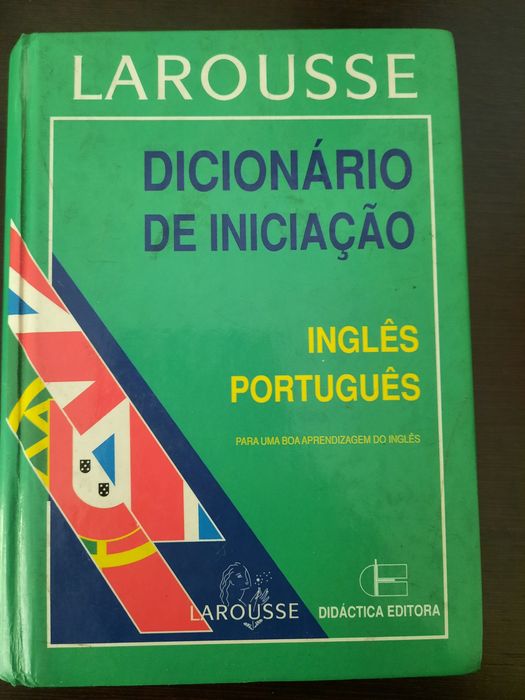 LAROUSSE
DICIONÁRIO
DE INICIAÇÃO
INGLÊS
PORTUGUÊS
PARA UMA BOA APRENDIZAGEM DO INGLÊS
LAROUSSE
DIDÁCTICA EDITORA